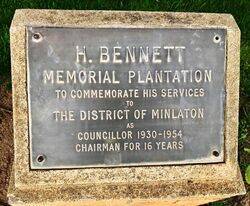 H. BENNETT
MEMORIAL PLANTATION
TO COMMEMORATE HIS SERVICES
TO
THE DISTRICT OF MINLATON
AS
COUNCILLOR 1930-1954
CHAIRMAN FOR 16 YEARS